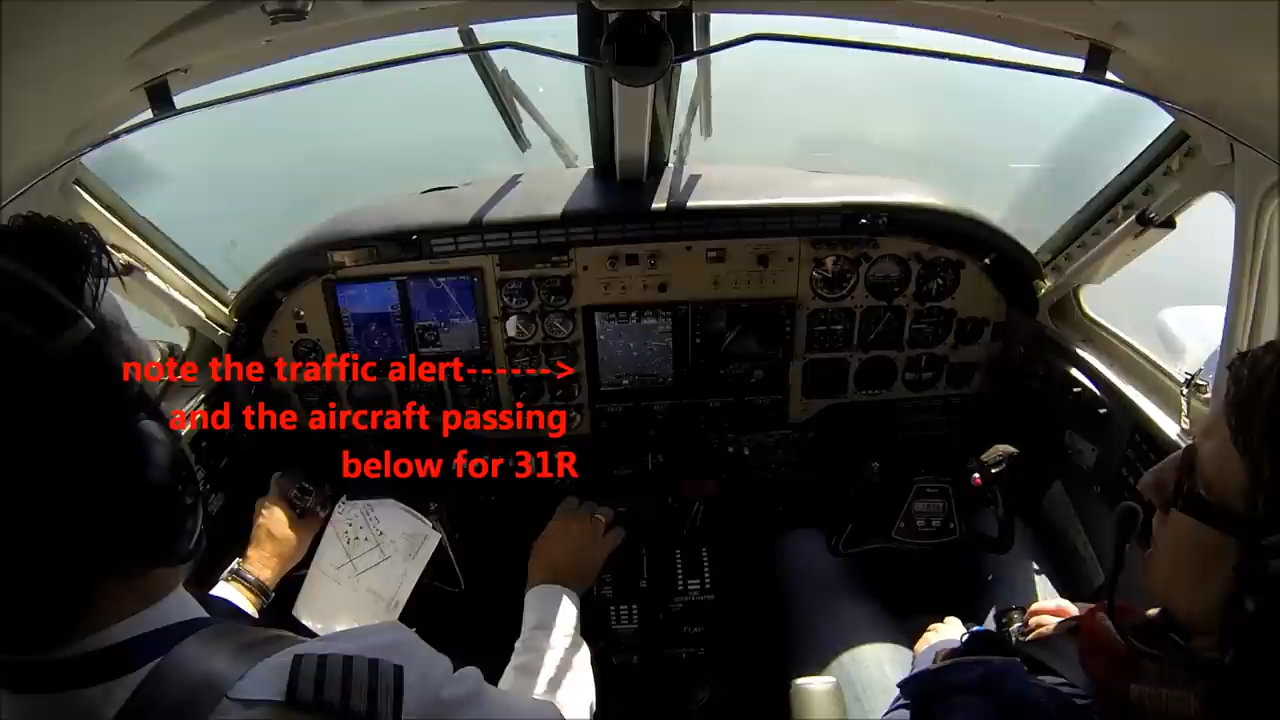 note the traffic alert------>
and the aircraft passing
below for 31R